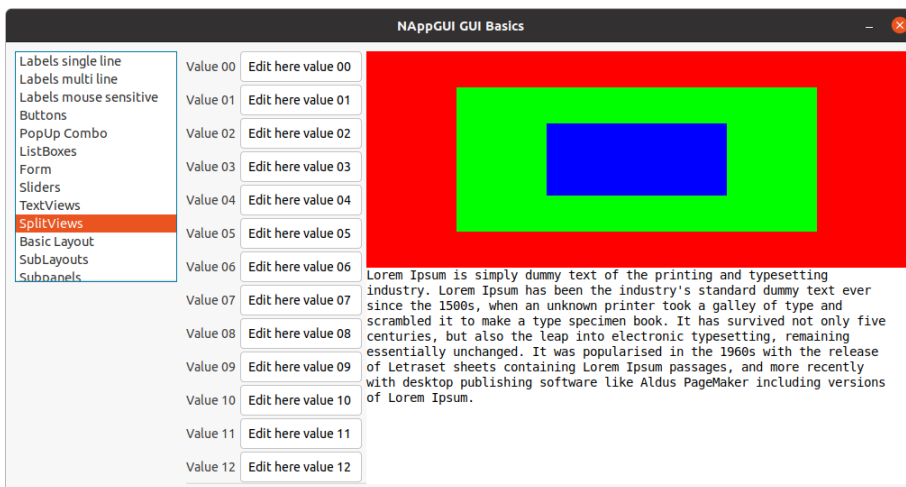 NAppGUI GUI Basics
Labels single line
Labels multi line
Labels mouse sensitive
Buttons
PopUp Combo
ListBoxes
Form
Sliders
TextViews
SplitViews
Basic Layout
SubLayouts
Subpanels
Value 00 Edit here value 00
Value 01 Edit here value 01
Value 02 Edit here value 02
Value 03 Edit here value 03
Value 04 Edit here value 04
Value 05 Edit here value 05
Value 06 Edit here value 06
Value 07 Edit here value 07
Value 08 Edit here value 08
Value 09 Edit here value 09
Value 10 Edit here value 10
Value 11 Edit here value 11
Value 12 Edit here value 12
Lorem Ipsum is simply dummy text of the printing and typesetting
industry. Lorem Ipsum has been the industry's standard dummy text ever
since the 1500s, when an unknown printer took a galley of type and
scrambled it to make a type specimen book. It has survived not only five
centuries, but also the leap into electronic typesetting, remaining
essentially unchanged. It was popularised in the 1960s with the release
of Letraset sheets containing Lorem Ipsum passages, and more recently
with desktop publishing software like Aldus PageMaker including versions
of Lorem Ipsum.